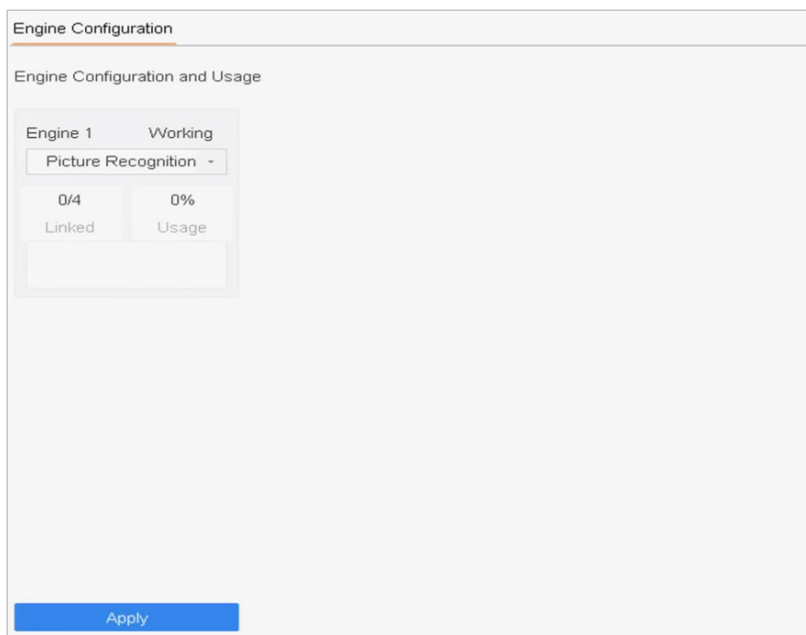 Engine Configuration
Engine Configuration and Usage
Engine 1 Working
Picture Recognition
0/4 0%
Linked Usage
Apply